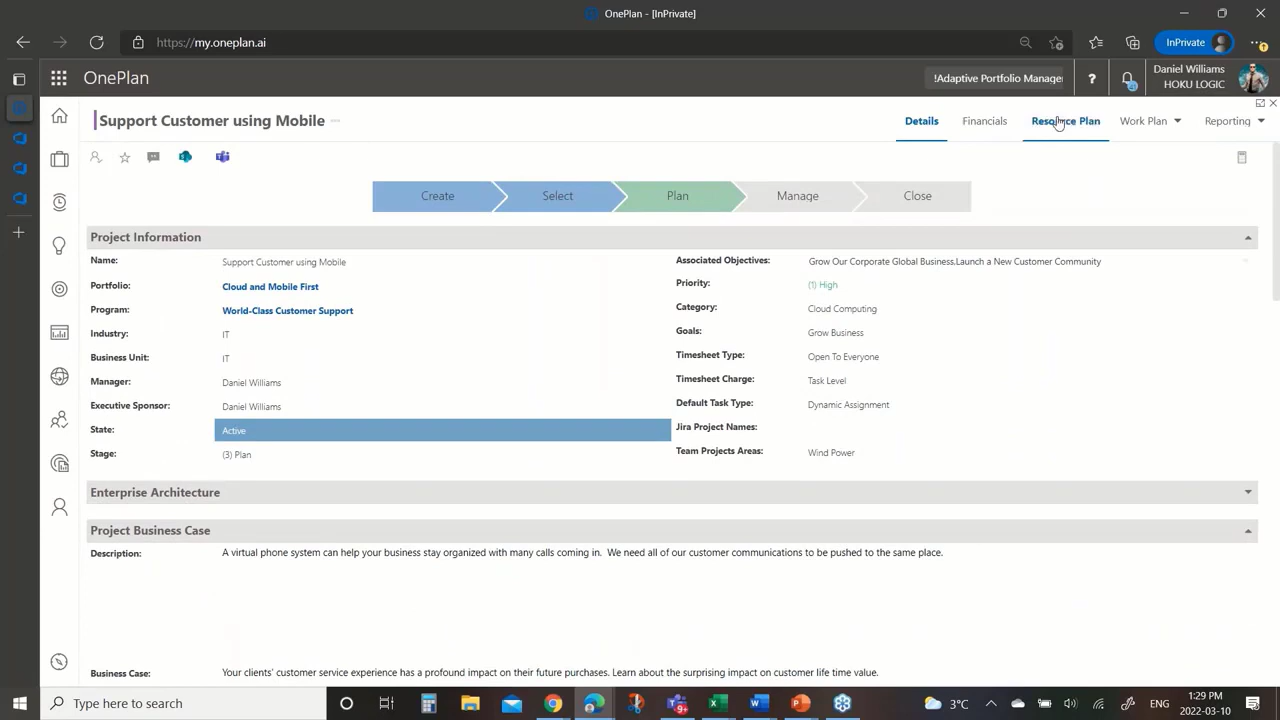 OnePlan - [InPrivate]
https://my.oneplan.ai
InPrivate
OnePlan
!Adaptive Portfolio Manager
?
Daniel Williams
HOKU LOGIC
Support Customer using Mobile
Details
Financials
Resource Plan
Work Plan
Reporting
Create
Select
Plan
Manage
Close
Project Information
Name: Support Customer using Mobile
Portfolio: Cloud and Mobile First
Program: World-Class Customer Support
Industry: IT
Business Unit: IT
Manager: Daniel Williams
Executive Sponsor: Daniel Williams
State: Active
Stage: (3) Plan
Associated Objectives: Grow Our Corporate Global Business,Launch a New Customer Community
Priority: (1) High
Category: Cloud Computing
Goals: Grow Business
Timesheet Type: Open To Everyone
Timesheet Charge: Task Level
Default Task Type: Dynamic Assignment
Jira Project Names:
Team Projects Areas: Wind Power
Enterprise Architecture
Project Business Case
Description: A virtual phone system can help your business stay organized with many calls coming in. We need all of our customer communications to be pushed to the same place.
Business Case: Your clients' customer service experience has a profound impact on their future purchases. Learn about the surprising impact on customer life time value.
Type here to search
3°C
ENG
1:29 PM
2022-03-10